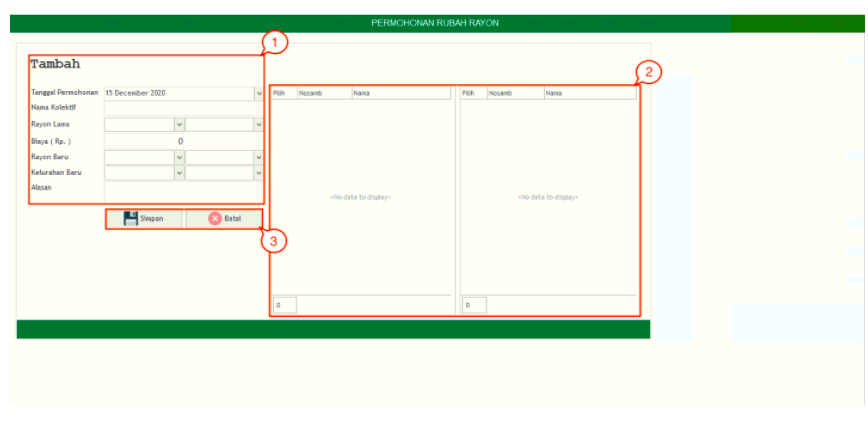 PERMOHONAN RUBAH RAYON
1
Tambah
2
Tanggal Permohonan 15 December 2020
Nama Kolektif
Rayon Lama
Biaya ( Rp. ) 0
Rayon Baru
Kelurahan Baru
Alasan
Simpan Batal
3
Pilih Nosamb Nama
<No data to display>
0
Pilih Nosamb Nama
<No data to display>
0